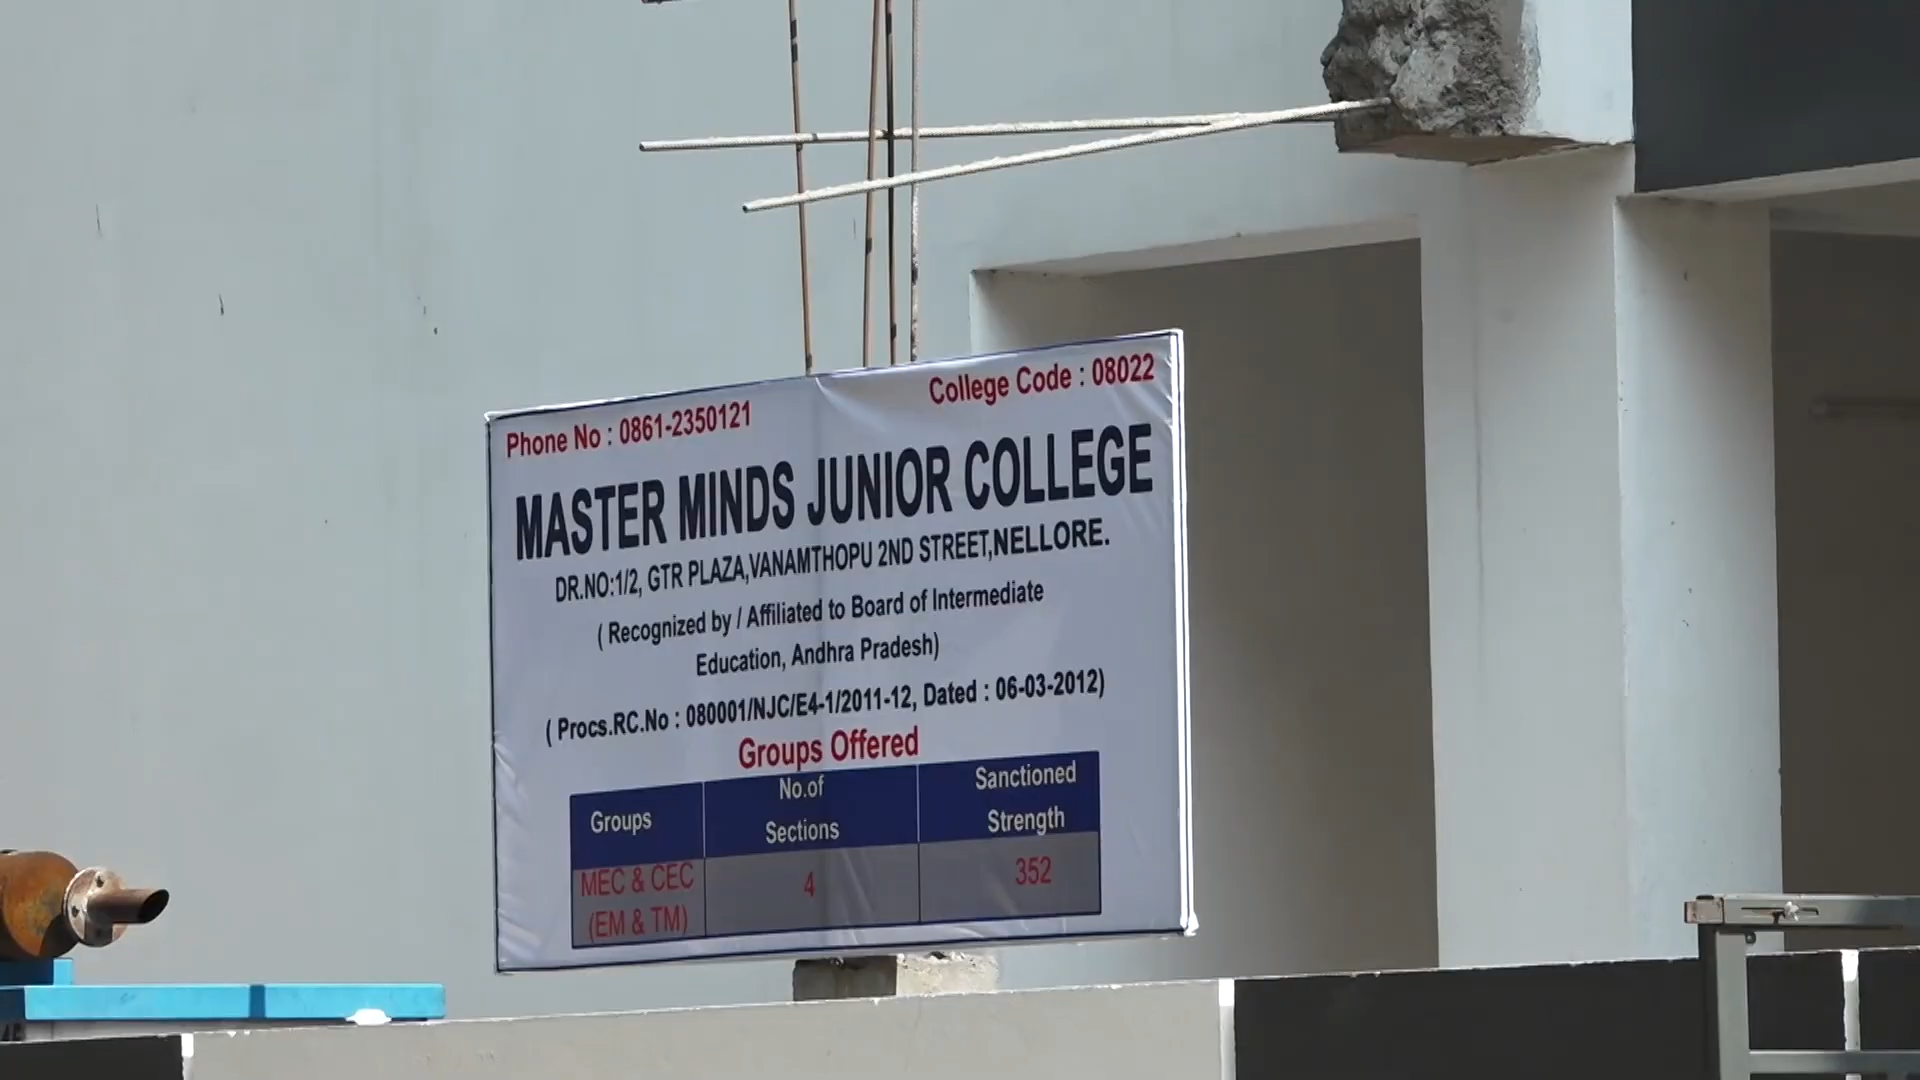 Phone No : 0861-2350121
College Code : 08022
MASTER MINDS JUNIOR COLLEGE
DR.NO:1/2, GTR PLAZA,VANAMTHOPU 2ND STREET,NELLORE.
( Recognized by / Affiliated to Board of Intermediate
Education, Andhra Pradesh)
( Procs.RC.No : 080001/NJC/E4-1/2011-12, Dated : 06-03-2012)
Groups Offered
Groups
No.of
Sections
Sanctioned
Strength
MEC & CEC
(EM & TM)
4
352